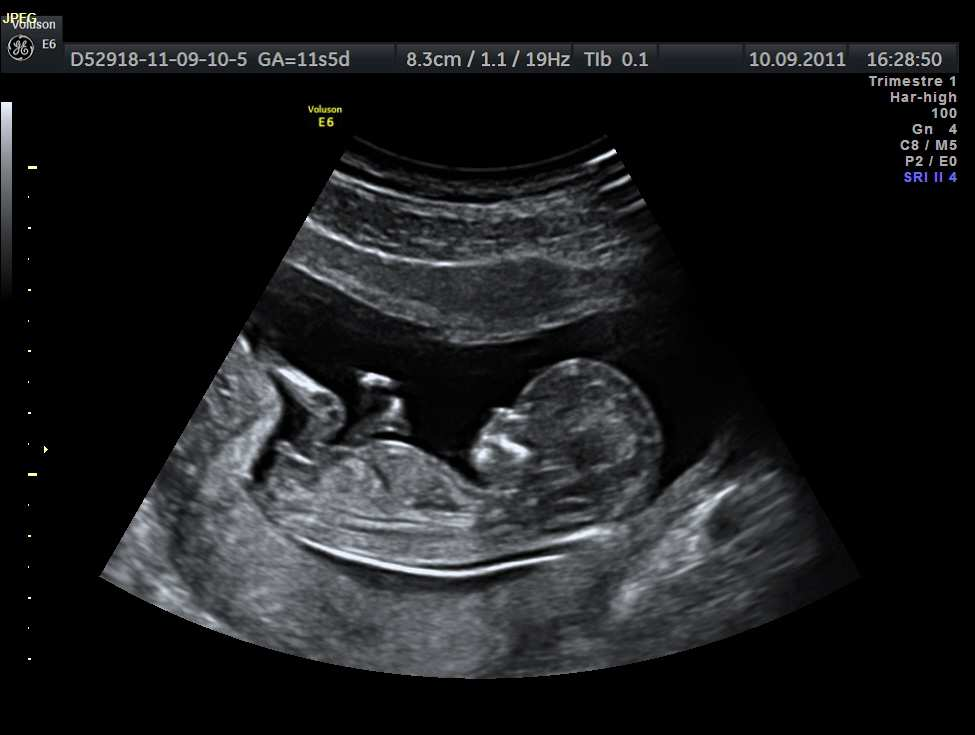 JPEG
Voluson
E6
D52918-11-09-10-5 GA=11s5d 8.3cm / 1.1 / 19Hz TIb 0.1 10.09.2011 16:28:50
Trimestre 1
Har-high
100
Gn 4
C8 / M5
P2 / E0
SRI II 4
Voluson
E6